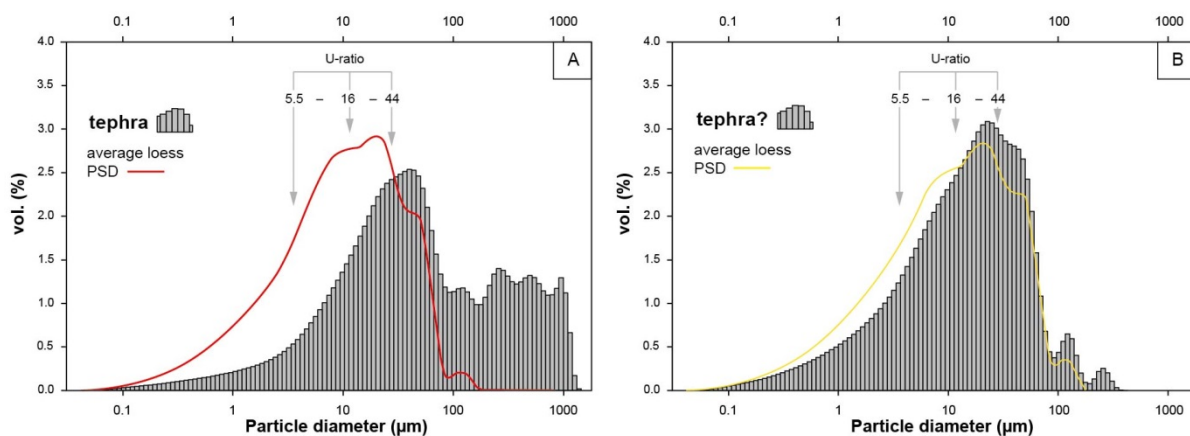 0.1 1 10 100 1000
4.0
3.5
3.0
2.5
2.0
1.5
1.0
0.5
0.0
vol. (%)
A
U-ratio
5.5 – 16 – 44
tephra
average loess
PSD
0.1 1 10 100 1000
Particle diameter (µm)
0.1 1 10 100 1000
4.0
3.5
3.0
2.5
2.0
1.5
1.0
0.5
0.0
vol. (%)
B
U-ratio
5.5 – 16 – 44
tephra?
average loess
PSD
0.1 1 10 100 1000
Particle diameter (µm)